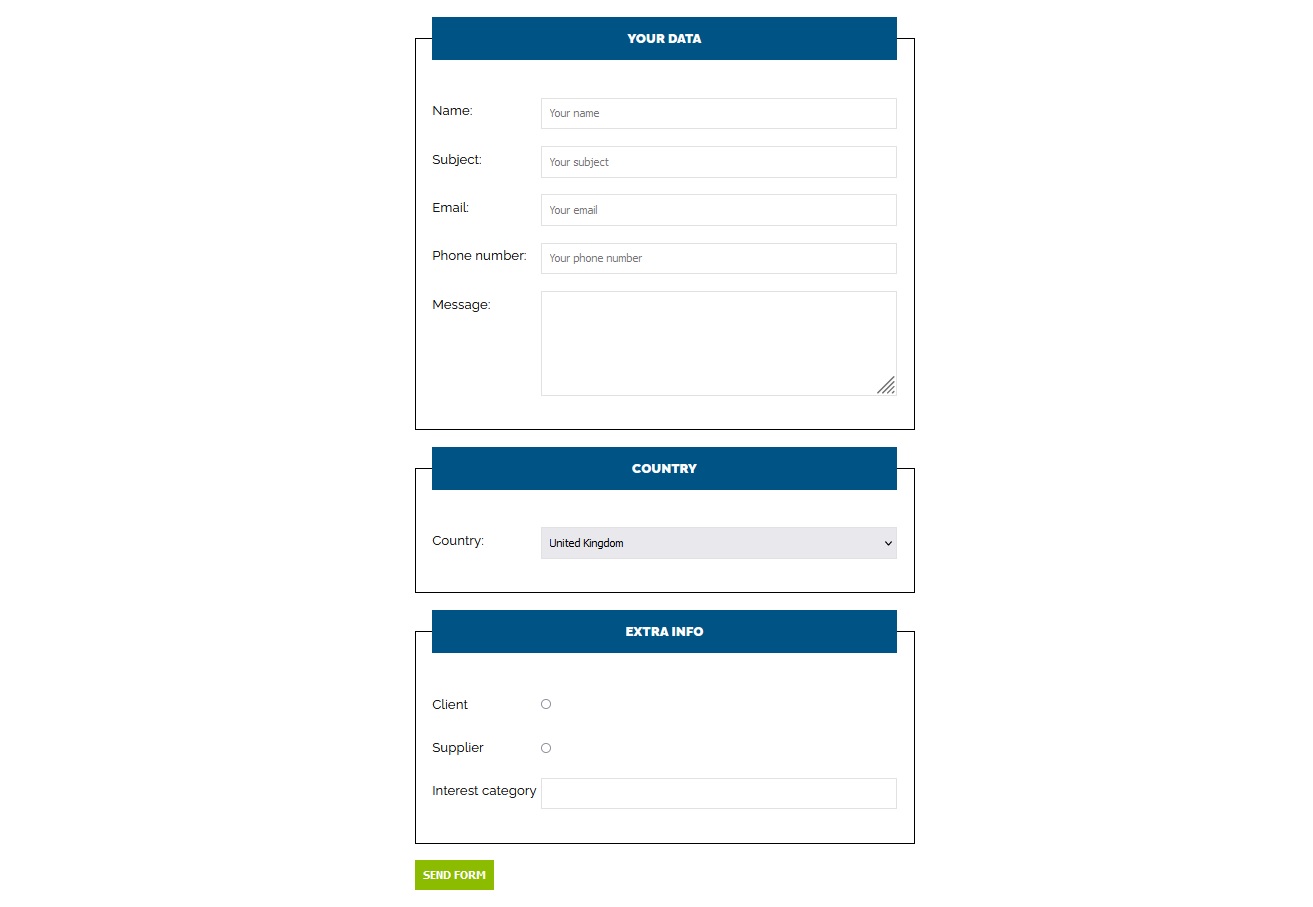 YOUR DATA
Name:
Your name
Subject:
Your subject
Email:
Your email
Phone number:
Your phone number
Message:
COUNTRY
Country:
United Kingdom
EXTRA INFO
Client
Supplier
Interest category
SEND FORM